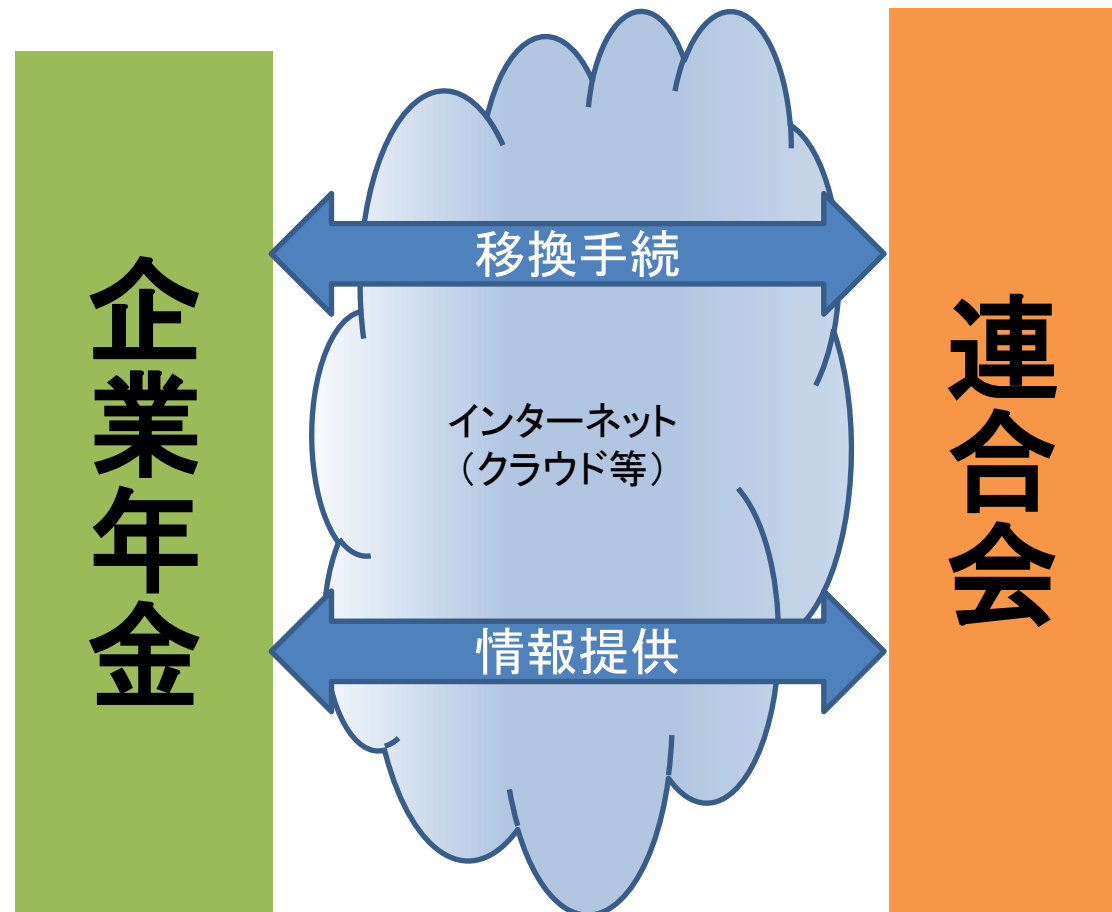 企業年金
移換手続
インターネット
（クラウド等）
情報提供
連合会